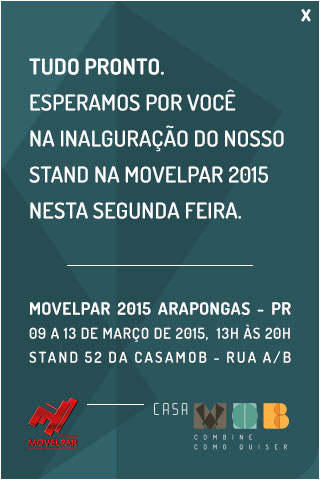 X
TUDO PRONTO.
ESPERAMOS POR VOCÊ
NA INALGURAÇÃO DO NOSSO
STAND NA MOVELPAR 2015
NESTA SEGUNDA FEIRA.
MOVELPAR 2015 ARAPONGAS - PR
09 A 13 DE MARÇO DE 2015, 13H ÀS 20H
STAND 52 DA CASAMOB - RUA A/B
MOVELPAR
CASA MOB
COMBINE
COMO QUISER